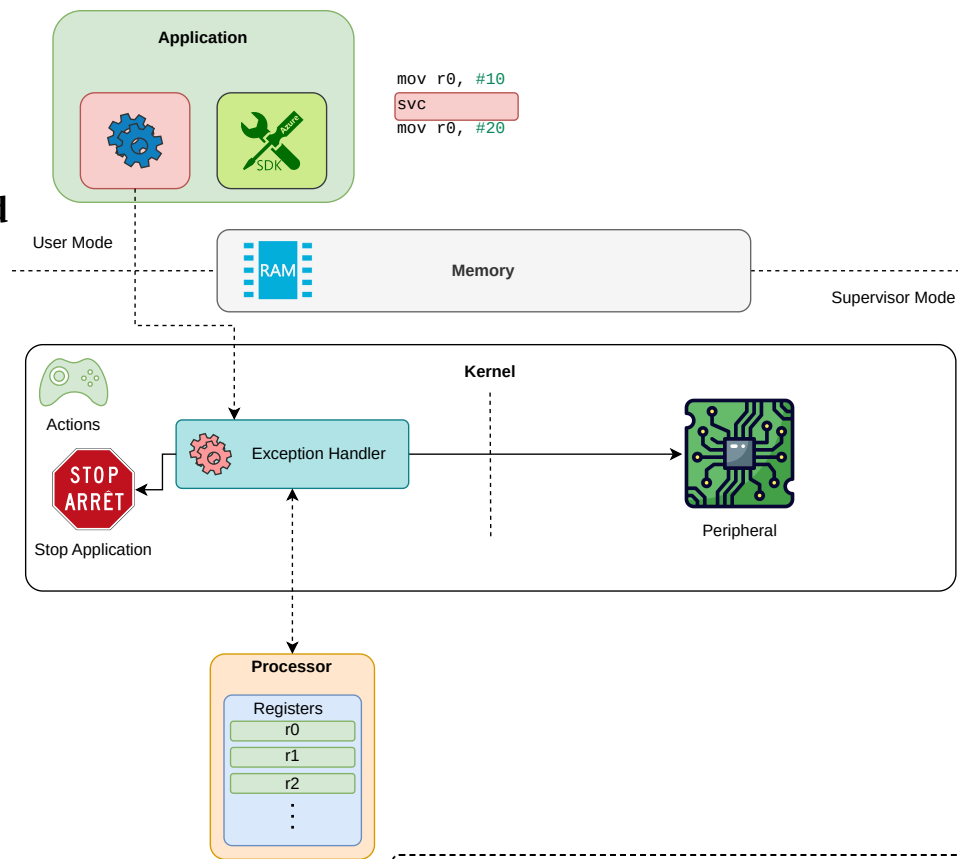 Application
mov r0, #10
svc
mov r0, #20
Azure
SDK
User Mode
RAM
Memory
Supervisor Mode
Kernel
Actions
Exception Handler
STOP
ARRÊT
Stop Application
Peripheral
Processor
Registers
r0
r1
r2